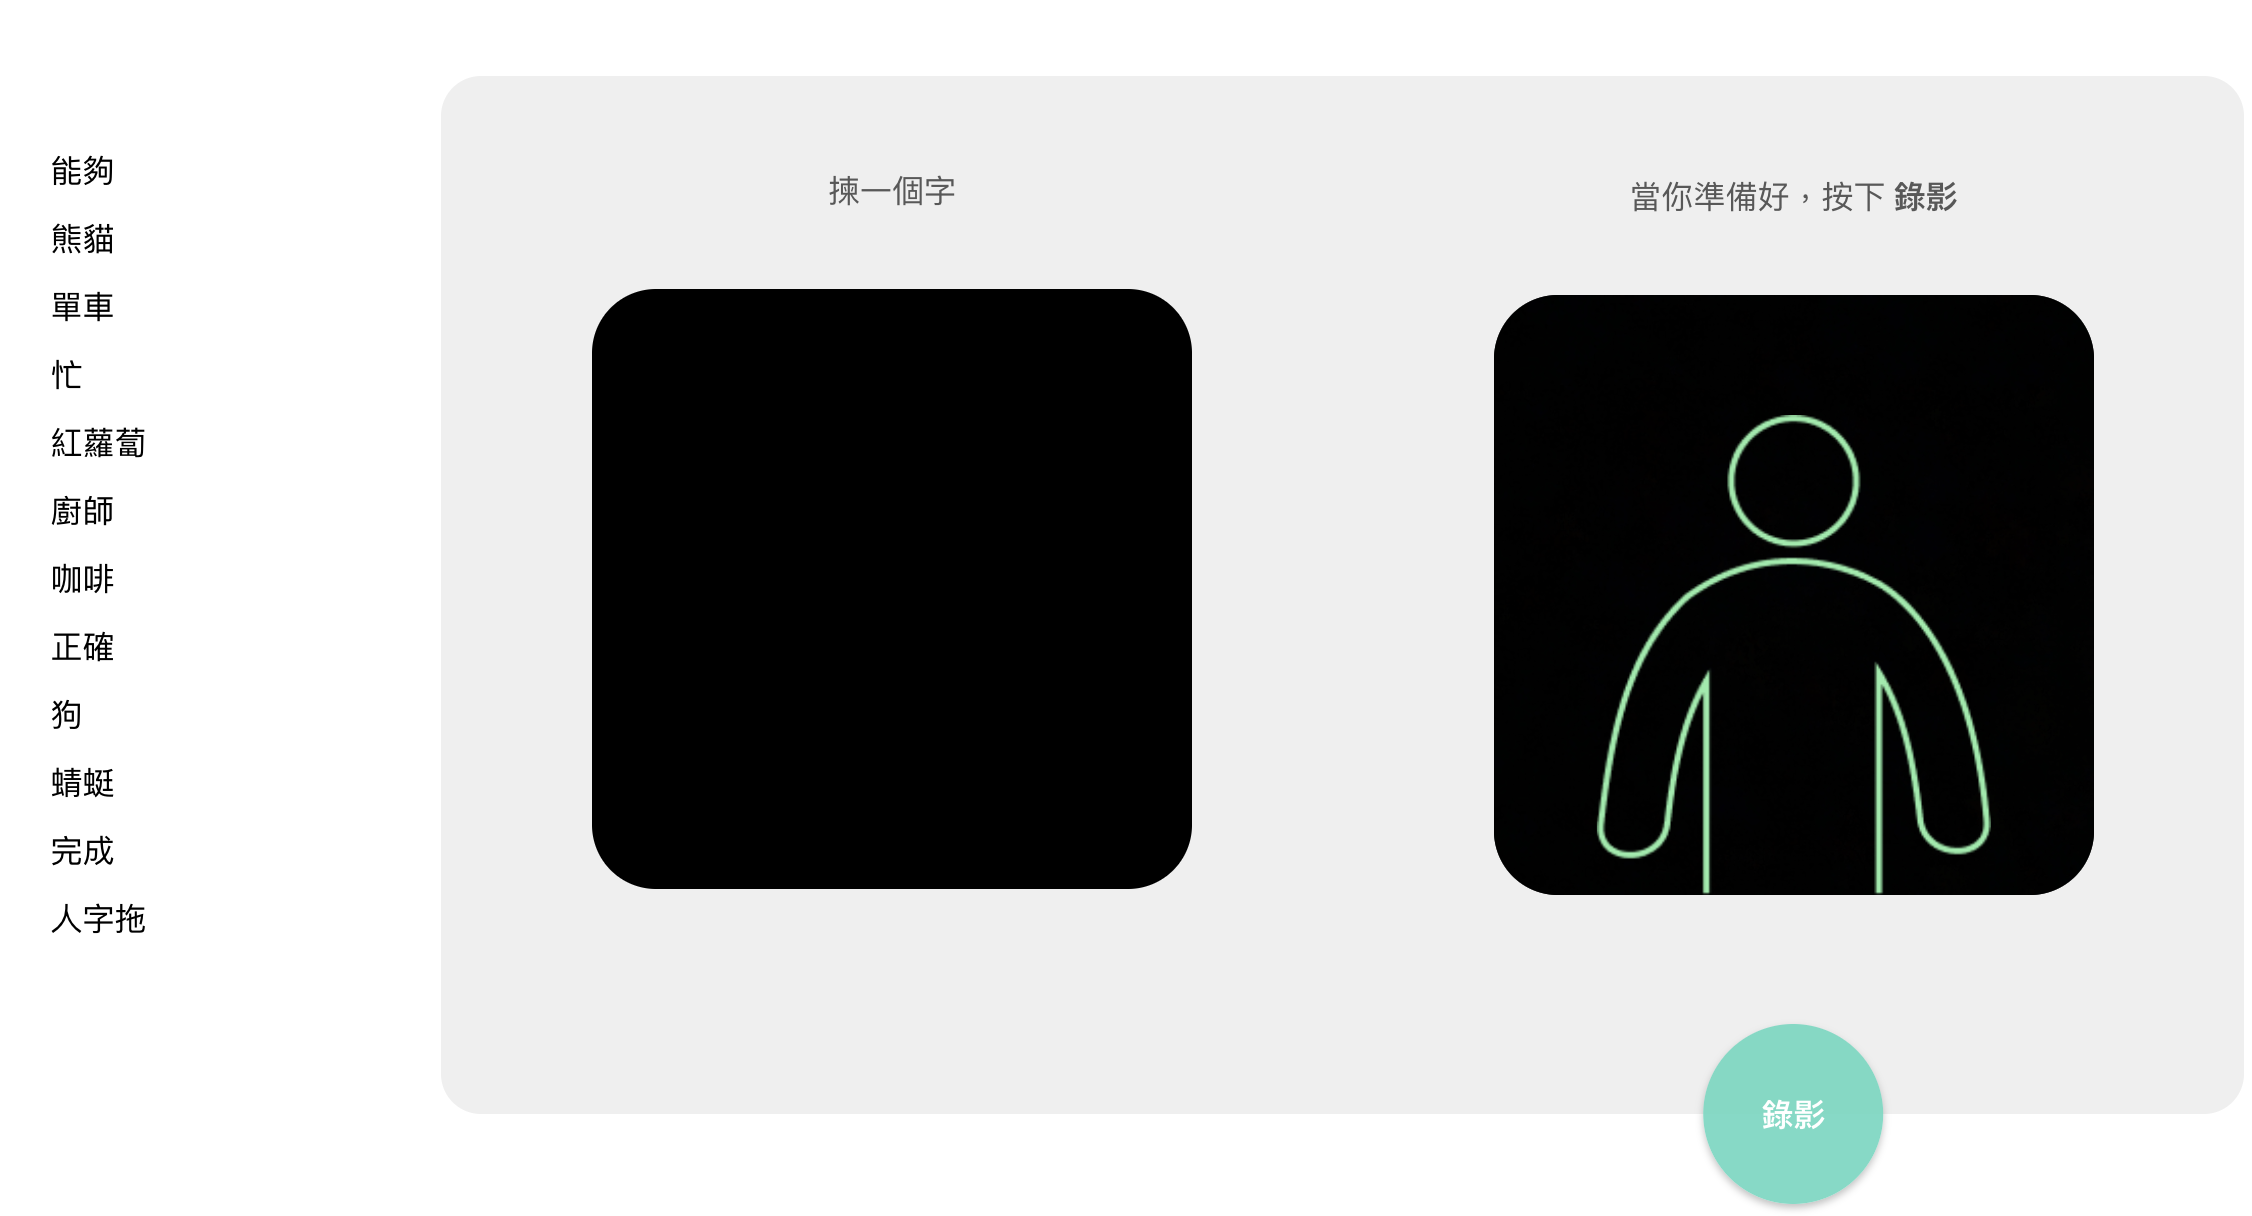 能夠
熊貓
單車
忙
紅蘿蔔
廚師
咖啡
正確
狗
蜻蜓
完成
人字拖
揀一個字
當你準備好，按下 錄影
錄影